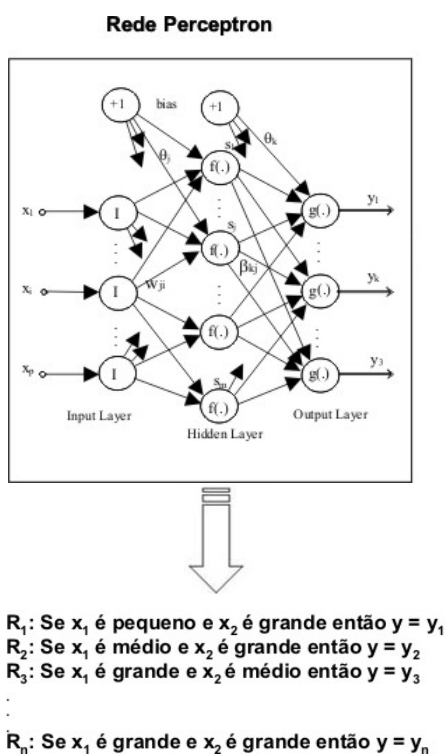 Rede Perceptron
+1 bias +1
θj θk
s1
f(.)
x1 I g(.) y1
sj
f(.)
βkj
xi I wji g(.) yk
f(.)
xp I g(.) y3
sm
f(.)
Input Layer
Hidden Layer
Output Layer
R1: Se x1 é pequeno e x2 é grande então y = y1
R2: Se x1 é médio e x2 é grande então y = y2
R3: Se x1 é grande e x2 é médio então y = y3
.
.
.
Rn: Se x1 é grande e x2 é grande então y = yn